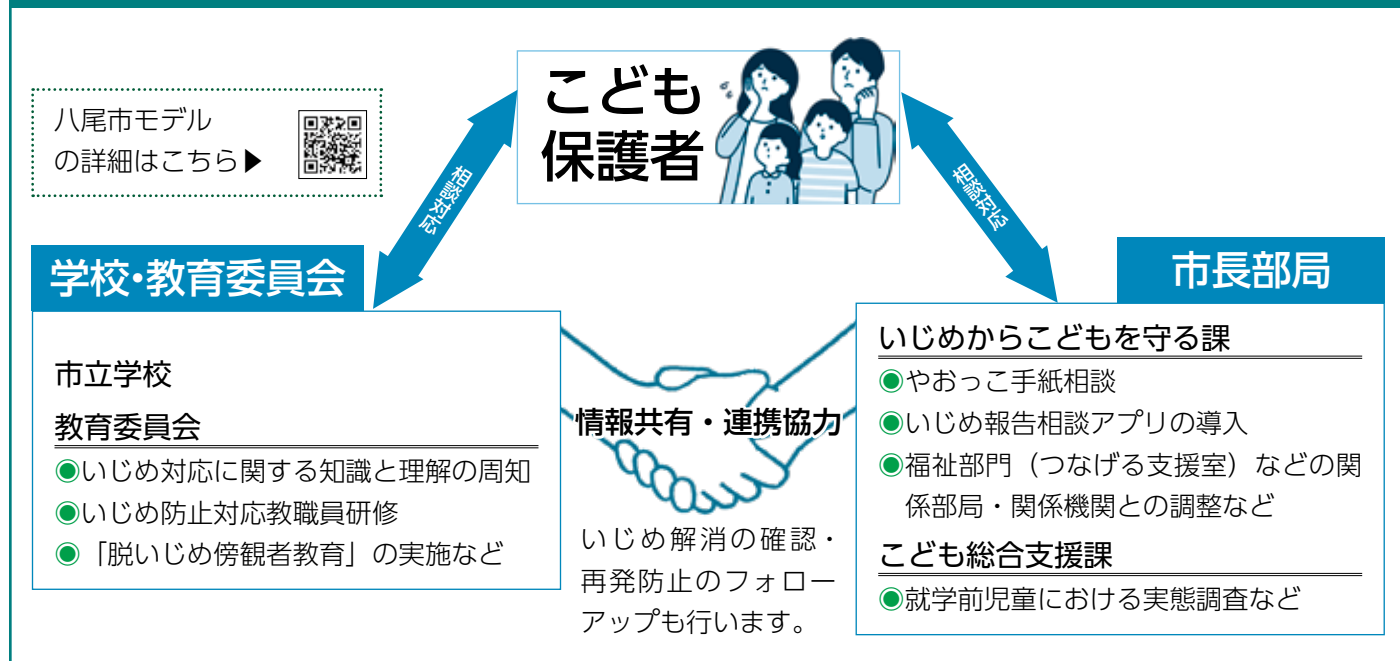 八尾市モデル
の詳細はこちら▶
こども
保護者
相談対応
相談対応
学校・教育委員会
市立学校
教育委員会
◉いじめ対応に関する知識と理解の周知
◉いじめ防止対応教職員研修
◉「脱いじめ傍観者教育」の実施など
情報共有・連携協力
いじめ解消の確認・
再発防止のフォロー
アップも行います。
市長部局
いじめからこどもを守る課
◉やおっこ手紙相談
◉いじめ報告相談アプリの導入
◉福祉部門（つなげる支援室）などの関
係部局・関係機関との調整など
こども総合支援課
◉就学前児童における実態調査など